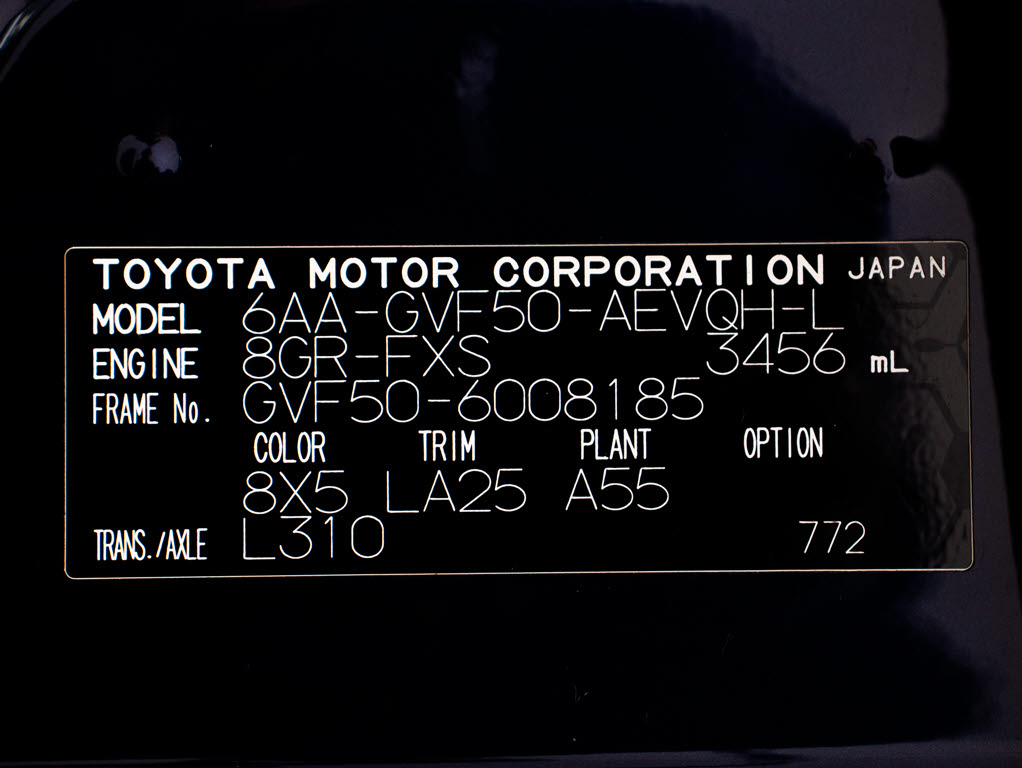 TOYOTA MOTOR CORPORATION JAPAN
MODEL 6AA-GVF50-AEVQH-L
ENGINE 8GR-FXS 3456 mL
FRAME No. GVF50-6008185
COLOR TRIM PLANT OPTION
8X5 LA25 A55
TRANS./AXLE L310 772